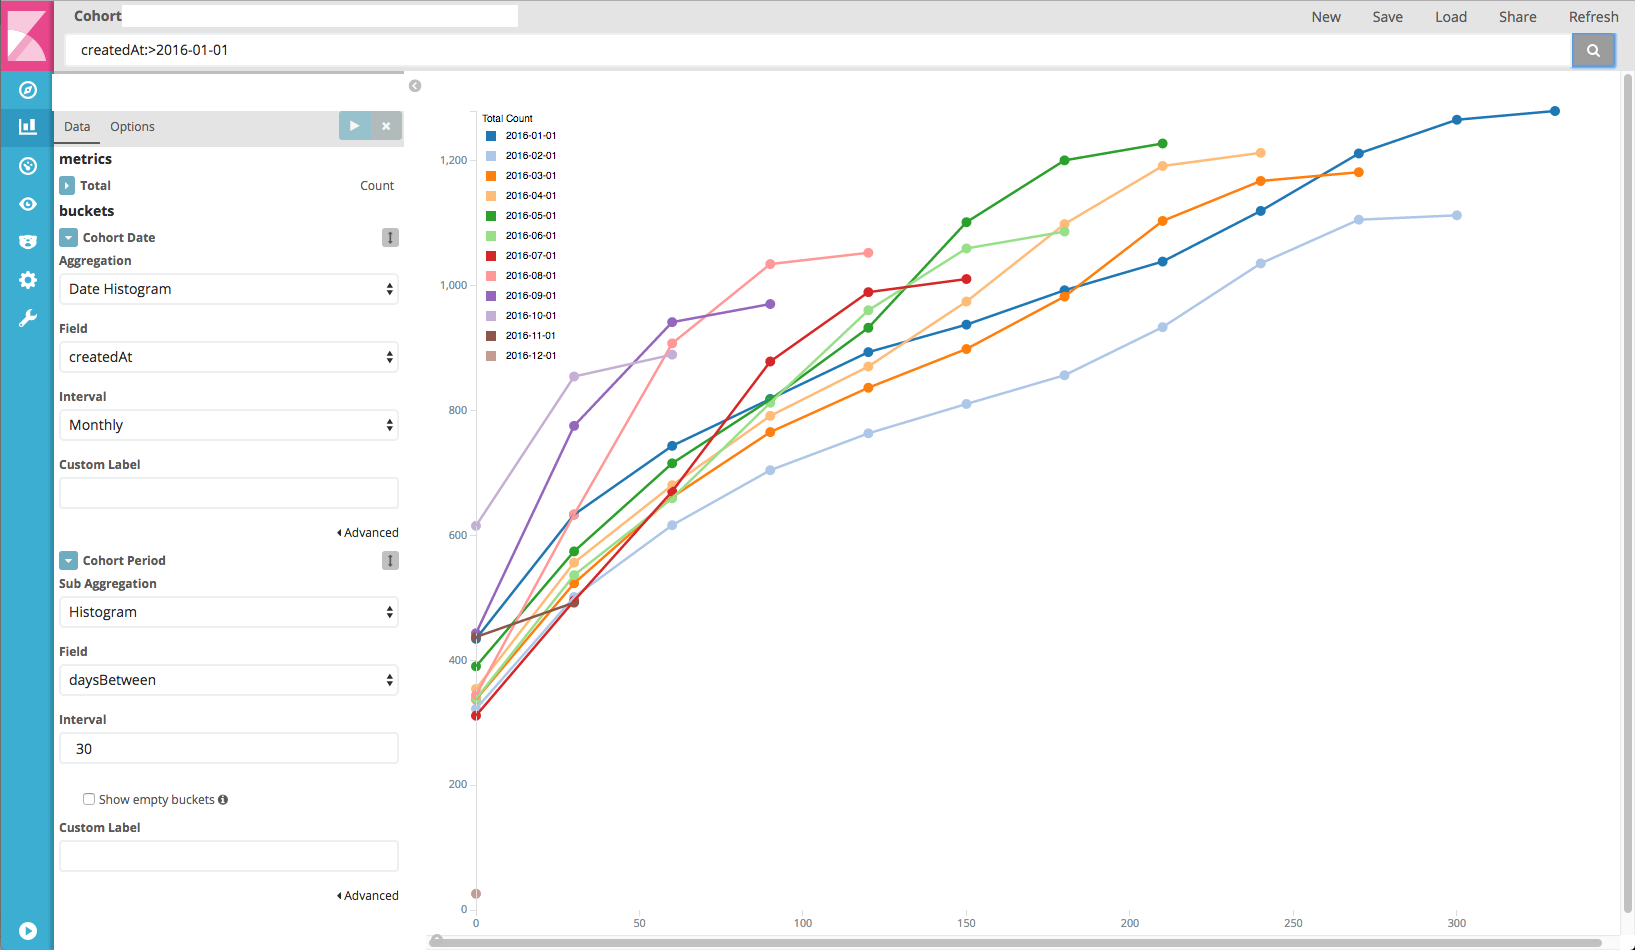 Cohort
New Save Load Share Refresh
createdAt:>2016-01-01
Data Options
metrics
Total Count
buckets
Cohort Date
Aggregation
Date Histogram
Field
createdAt
Interval
Monthly
Custom Label
Advanced
Cohort Period
Sub Aggregation
Histogram
Field
daysBetween
Interval
30
Show empty buckets
Custom Label
Advanced
Total Count
2016-01-01
2016-02-01
2016-03-01
2016-04-01
2016-05-01
2016-06-01
2016-07-01
2016-08-01
2016-09-01
2016-10-01
2016-11-01
2016-12-01
1,200
1,000
800
600
400
200
0
0 50 100 150 200 250 300